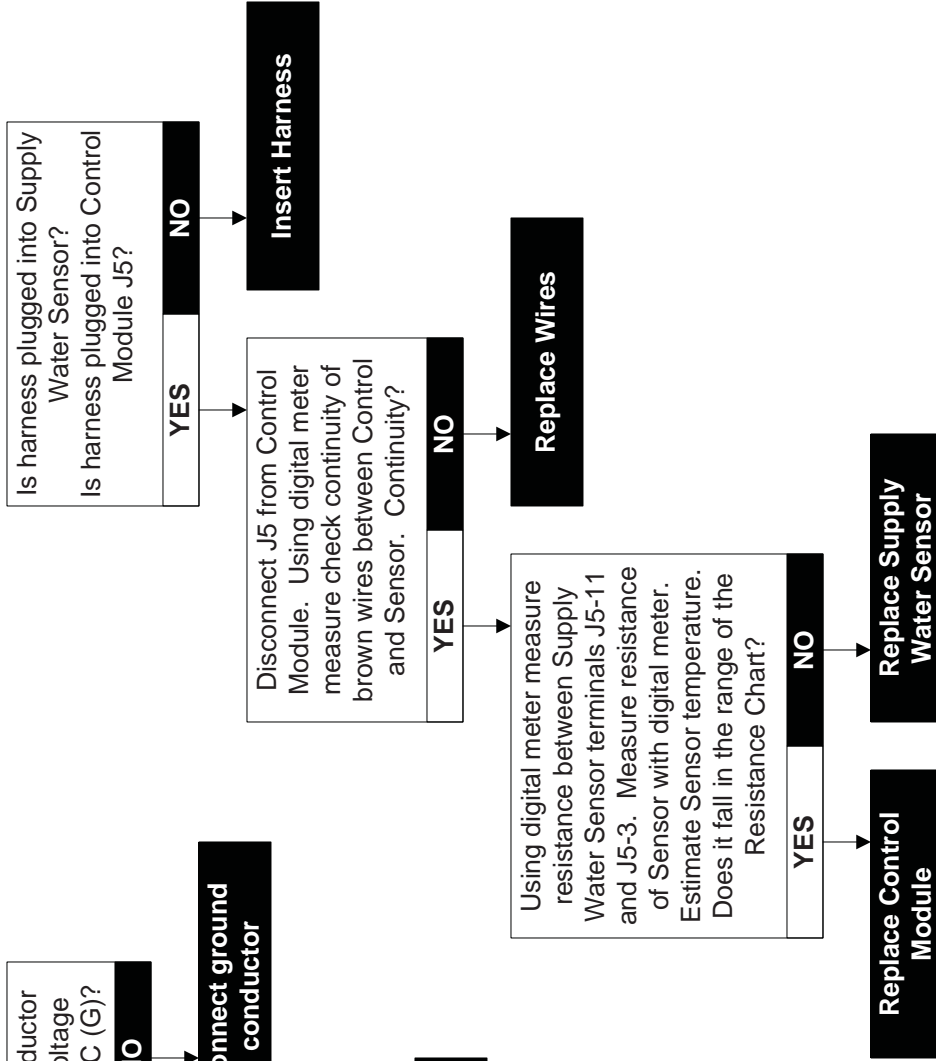 Is harness plugged into Supply
Water Sensor?
Is harness plugged into Control
Module J5?
YES
NO
Insert Harness
Disconnect J5 from Control
Module. Using digital meter
measure check continuity of
brown wires between Control
and Sensor. Continuity?
YES
NO
Replace Wires
Using digital meter measure
resistance between Supply
Water Sensor terminals J5-11
and J5-3. Measure resistance
of Sensor with digital meter.
Estimate Sensor temperature.
Does it fall in the range of the
Resistance Chart?
YES
NO
Replace Control
Module
Replace Supply
Water Sensor
C (G)?
ground
conductor